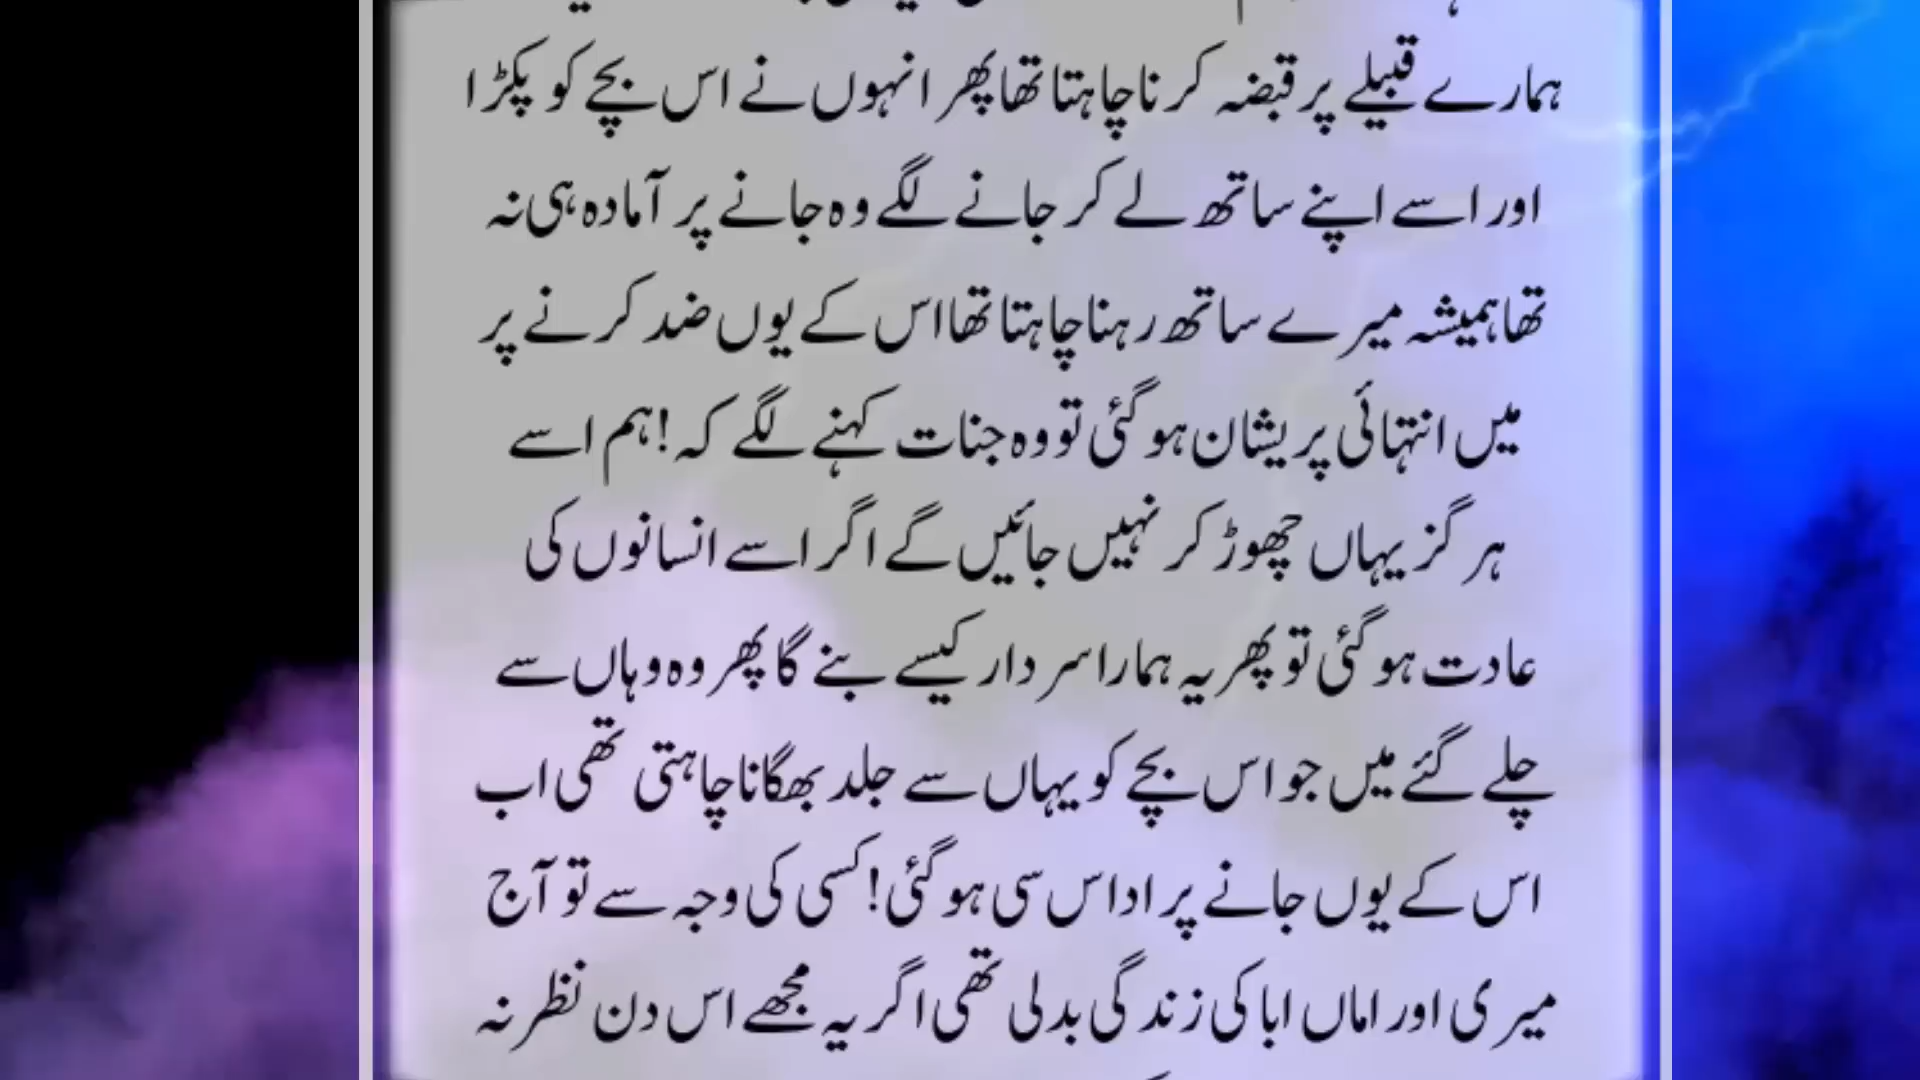 ہمارے قبیلے پر قبضہ کرنا چاہتا تھا پھر انہوں نے اس بچے کو پکڑا
اور اسے اپنے ساتھ لے کر جانے لگے وہ جانے پر آمادہ ہی نہ
تھا ہمیشہ میرے ساتھ رہنا چاہتا تھا اس کے یوں ضد کرنے پر
میں انتہائی پریشان ہو گئی تو وہ جنات کہنے لگے کہ! ہم اسے
ہر گز یہاں چھوڑ کر نہیں جائیں گے اگر اسے انسانوں کی
عادت ہو گئی تو پھر یہ ہمارا سردار کیسے بنے گا پھر وہ وہاں سے
چلے گئے میں جو اس بچے کو یہاں سے جلد بھگانا چاہتی تھی اب
اس کے یوں جانے پر اداس سی ہو گئی! کسی کی وجہ سے تو آج
میری اور اماں ابا کی زندگی بدلی تھی اگر یہ مجھے اس دن نظر نہ